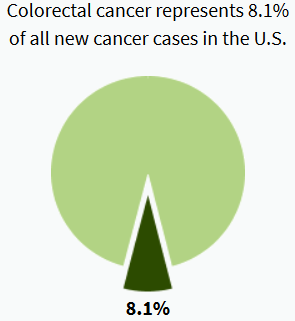 Colorectal cancer represents 8.1%
of all new cancer cases in the U.S.
8.1%